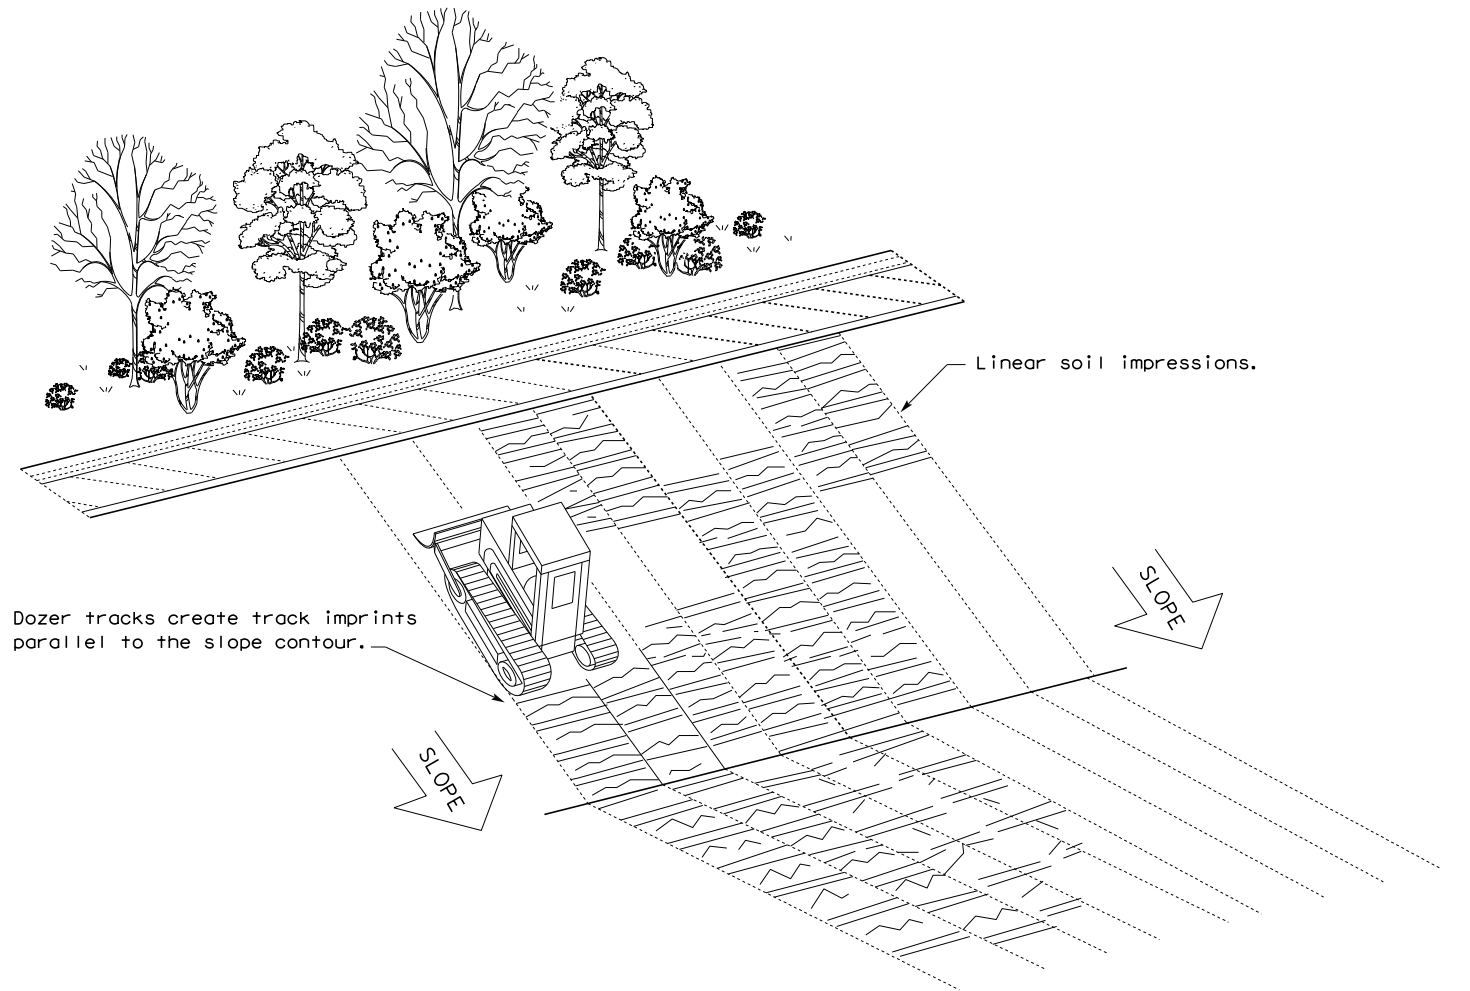 Linear soil impressions.
SLOPE
Dozer tracks create track imprints
parallel to the slope contour.
SLOPE